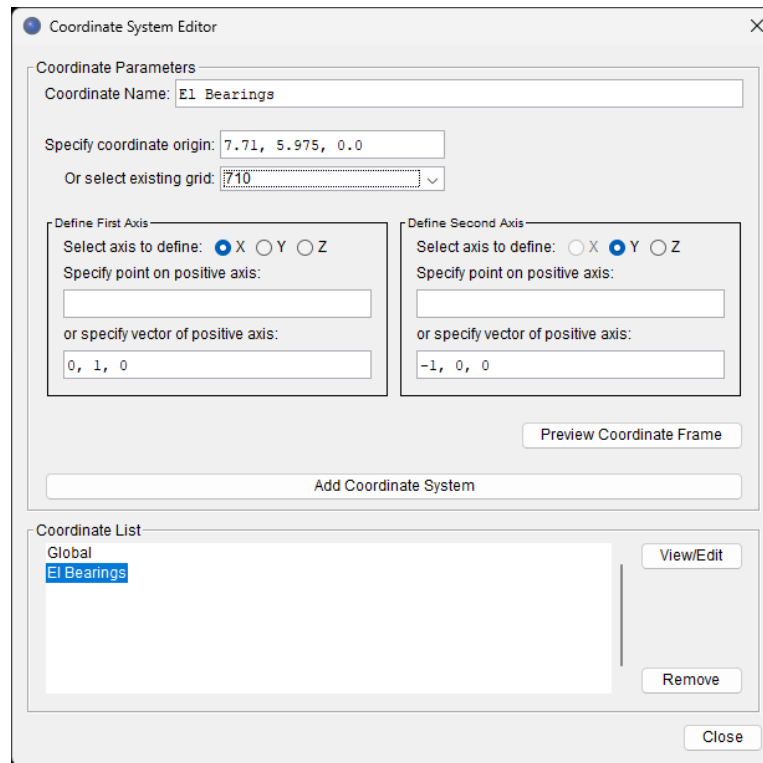 Coordinate System Editor
Coordinate Parameters
Coordinate Name: El Bearings
Specify coordinate origin: 7.71, 5.975, 0.0
Or select existing grid: 710
Define First Axis
Select axis to define: X Y Z
Specify point on positive axis:
or specify vector of positive axis:
0, 1, 0
Define Second Axis
Select axis to define: X Y Z
Specify point on positive axis:
or specify vector of positive axis:
-1, 0, 0
Preview Coordinate Frame
Add Coordinate System
Coordinate List
Global
El Bearings
View/Edit
Remove
Close